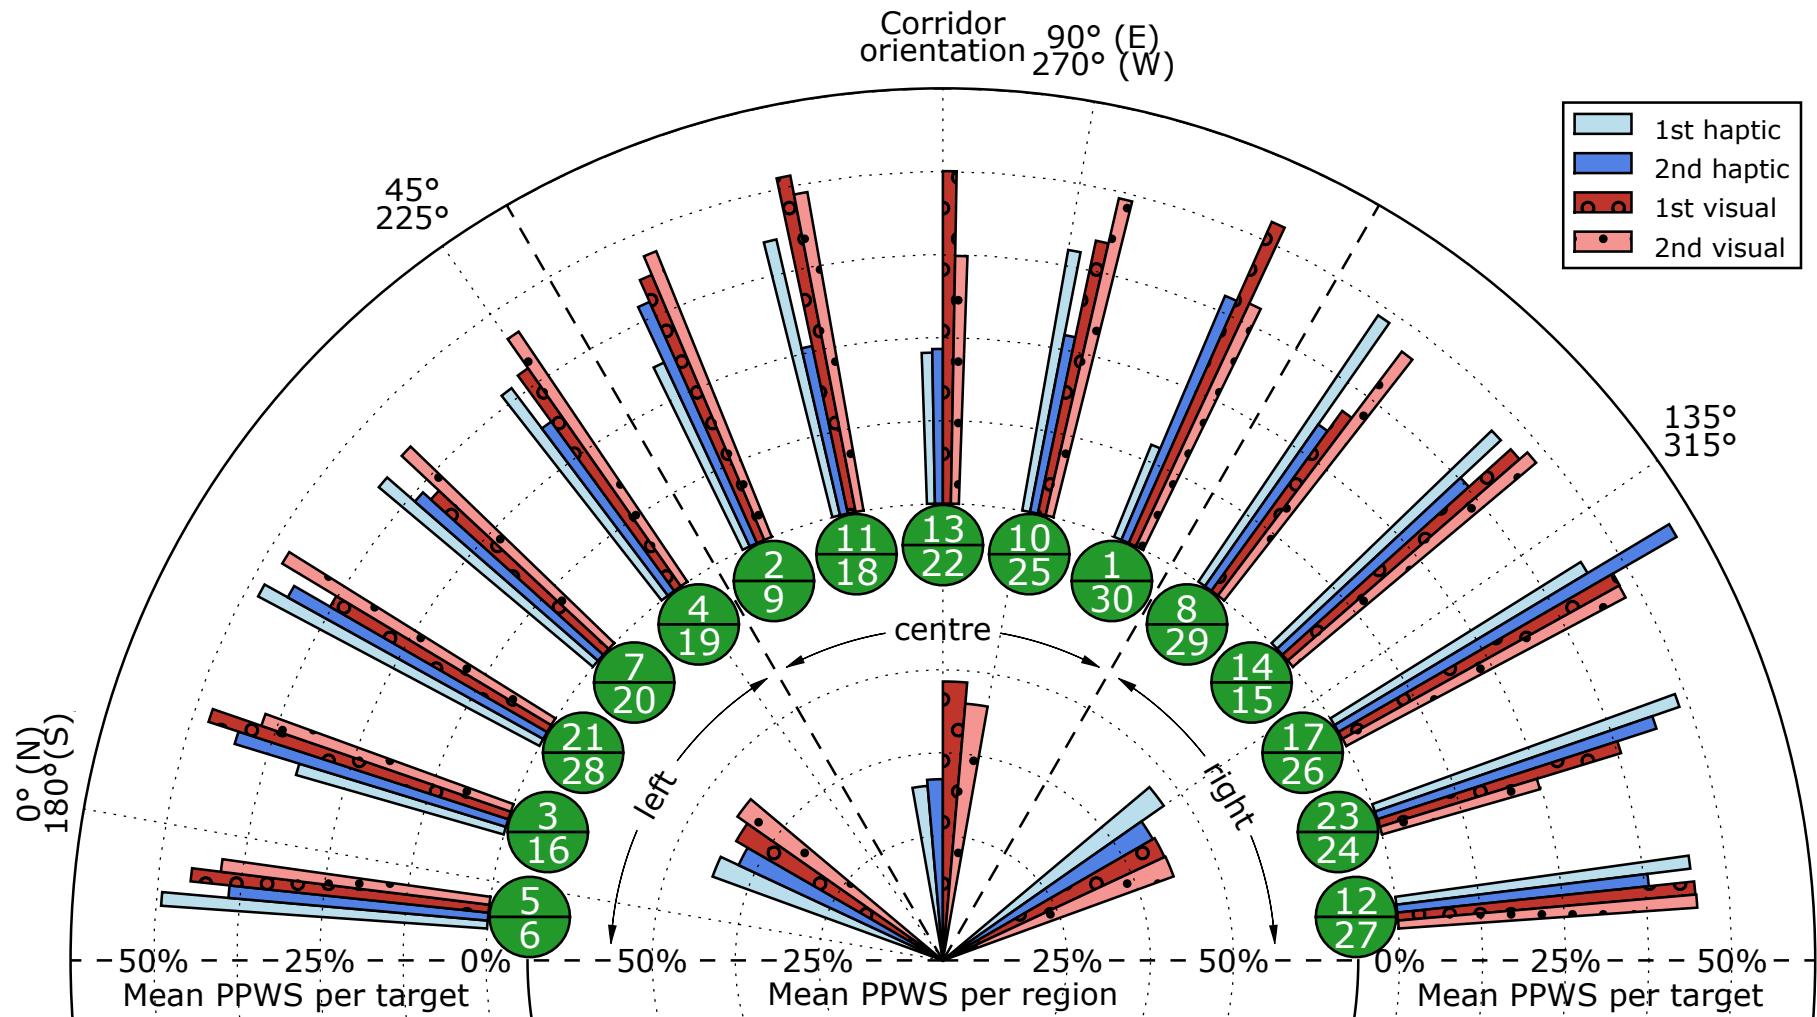 Corridor
orientation
90° (E)
270° (W)
1st haptic
2nd haptic
1st visual
2nd visual
45°
225°
135°
315°
0° (N)
180°(S)
13
22
11
18
10
25
2
9
1
30
4
19
8
29
7
20
14
15
21
28
17
26
3
16
23
24
5
6
12
27
centre
left
right
50% 25% 0% 50% 25% 25% 50% 0% 25% 50%
Mean PPWS per target
Mean PPWS per region
Mean PPWS per target